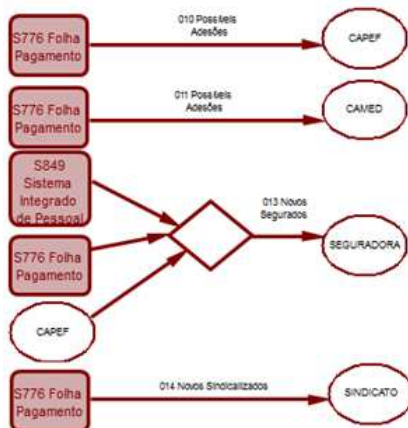 S776 Folha
Pagamento
010 Possíveis
Adesões
CAPEF
S776 Folha
Pagamento
011 Possíveis
Adesões
CAMED
S849
Sistema
Integrado
de Pessoal
013 Novos
Segurados
SEGURADORA
S776 Folha
Pagamento
CAPEF
S776 Folha
Pagamento
014 Novos Sindicalizados
SINDICATO